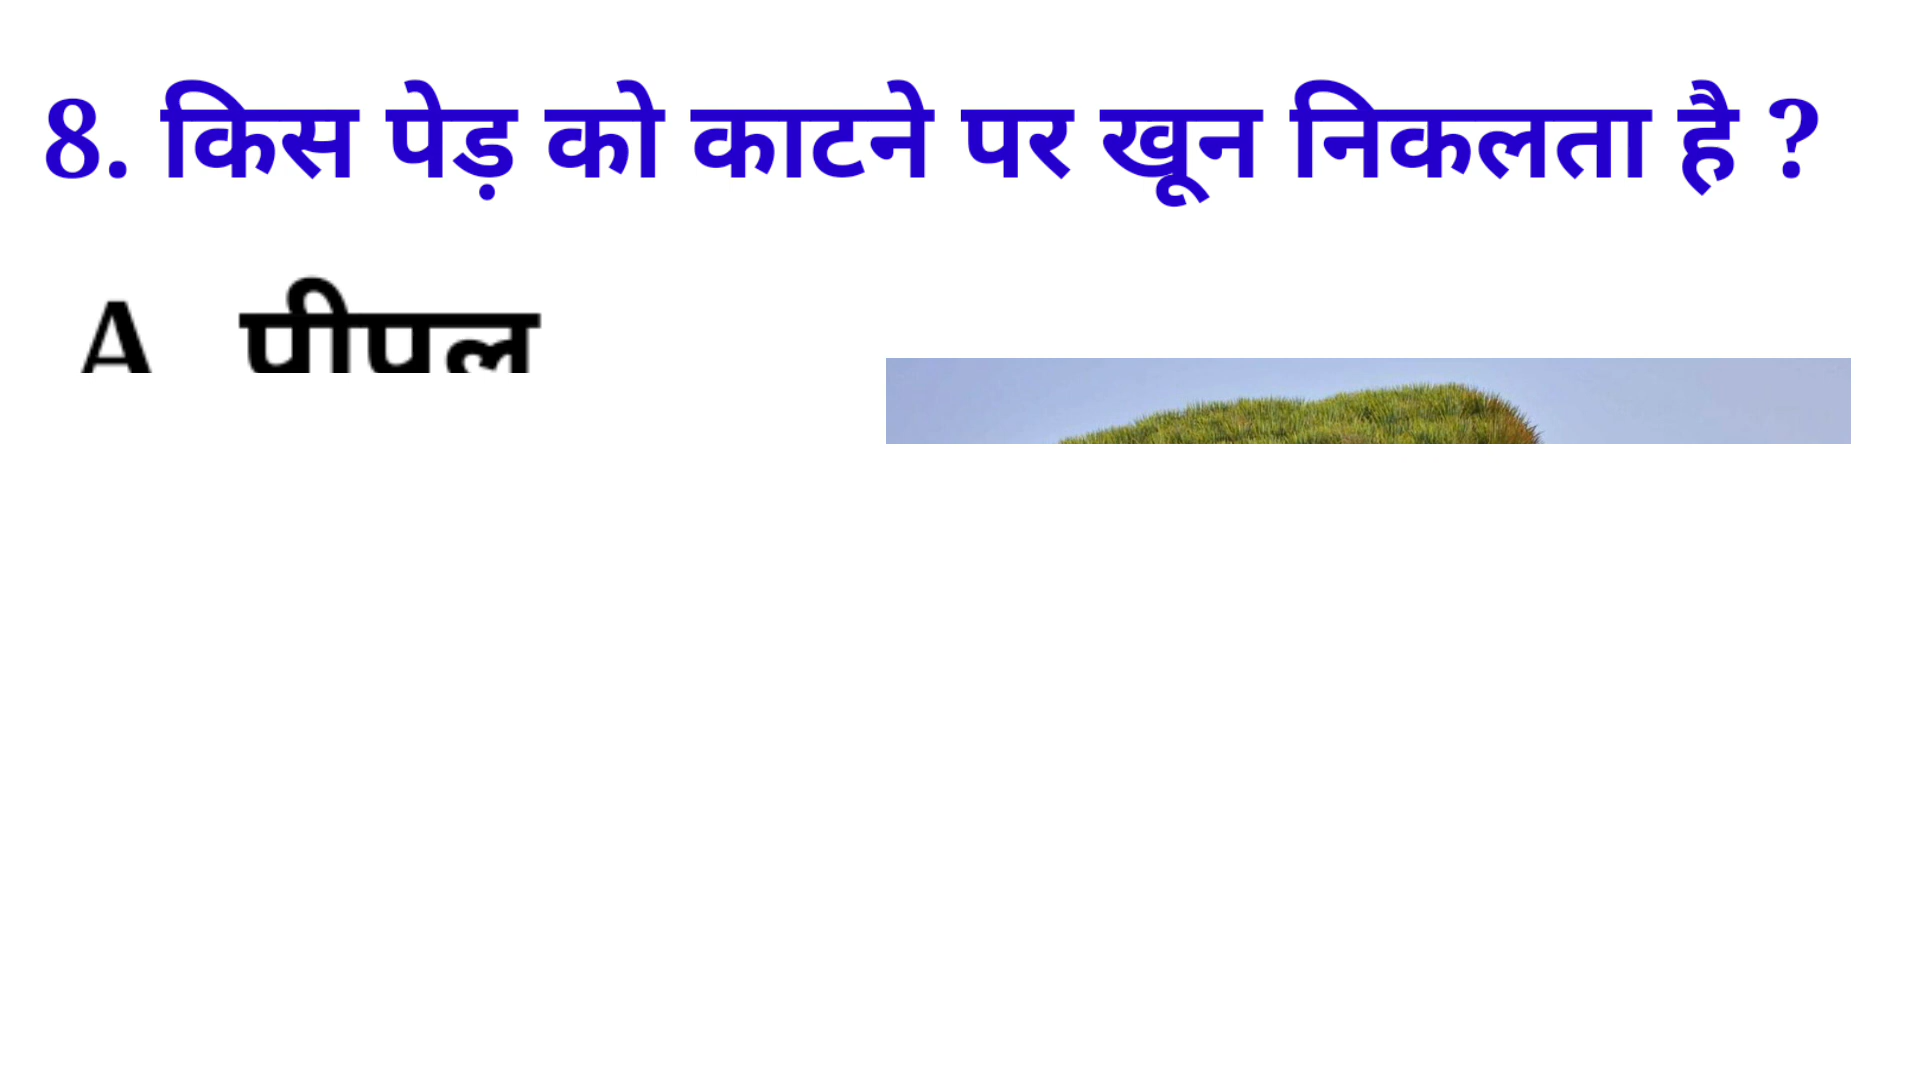 8. किस पेड़ को काटने पर खून निकलता है ?
A पीपल